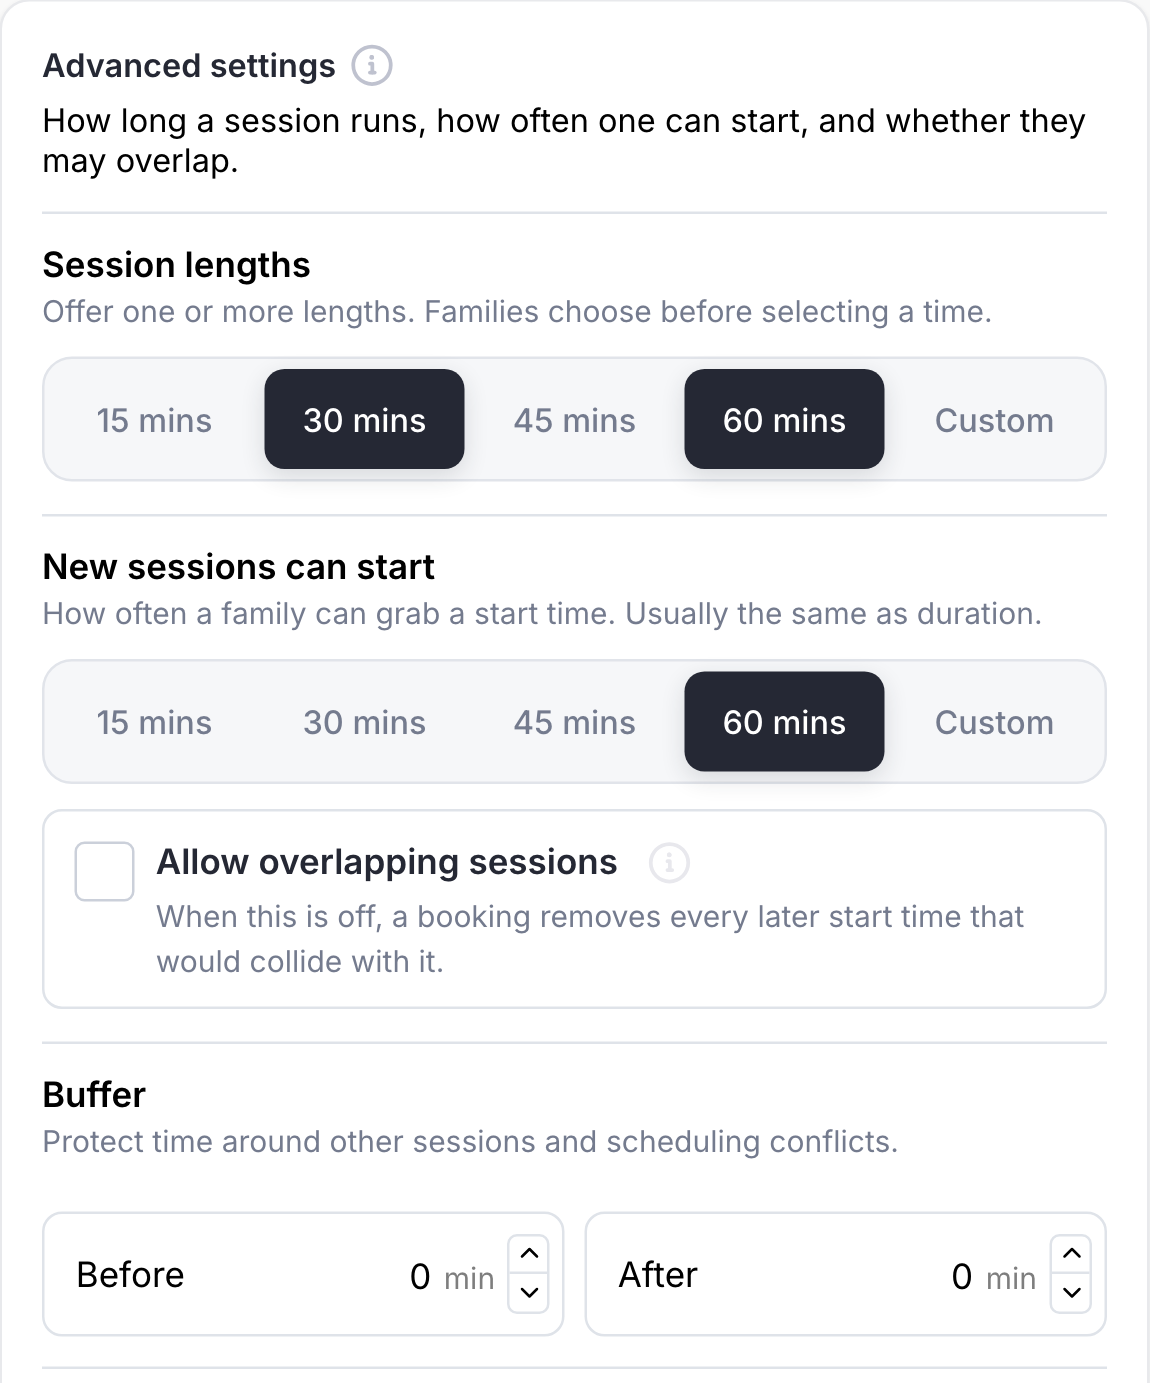 Advanced settings
How long a session runs, how often one can start, and whether they
may overlap.
Session lengths
Offer one or more lengths. Families choose before selecting a time.
15 mins 30 mins 45 mins 60 mins Custom
New sessions can start
How often a family can grab a start time. Usually the same as duration.
15 mins 30 mins 45 mins 60 mins Custom
Allow overlapping sessions
When this is off, a booking removes every later start time that
would collide with it.
Buffer
Protect time around other sessions and scheduling conflicts.
Before 0 min After 0 min